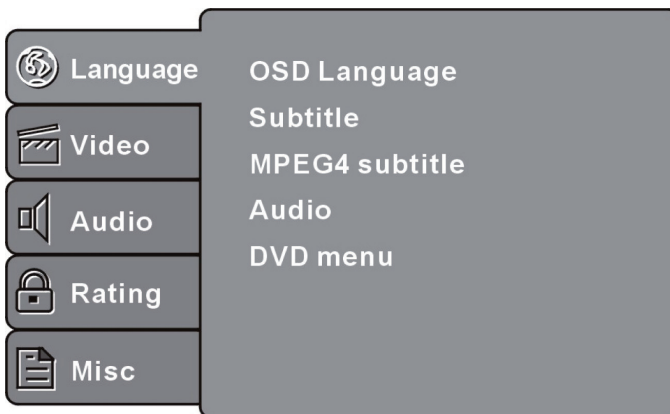 Language
Video
Audio
Rating
Misc
OSD Language
Subtitle
MPEG4 subtitle
Audio
DVD menu